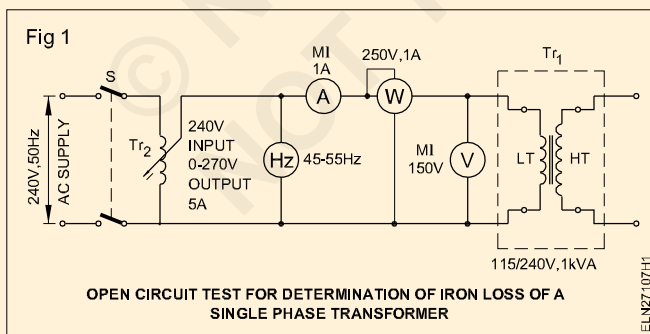 Fig 1
MI
1A
250V,1A
Tr1
S
240V,50Hz
AC SUPPLY
Tr2
240V
INPUT
0-270V
OUTPUT
5A
A
W
Hz
45-55Hz
MI
150V
V
LT
HT
115/240V,1kVA
OPEN CIRCUIT TEST FOR DETERMINATION OF IRON LOSS OF A
SINGLE PHASE TRANSFORMER
ELN27107H1
©
NOT